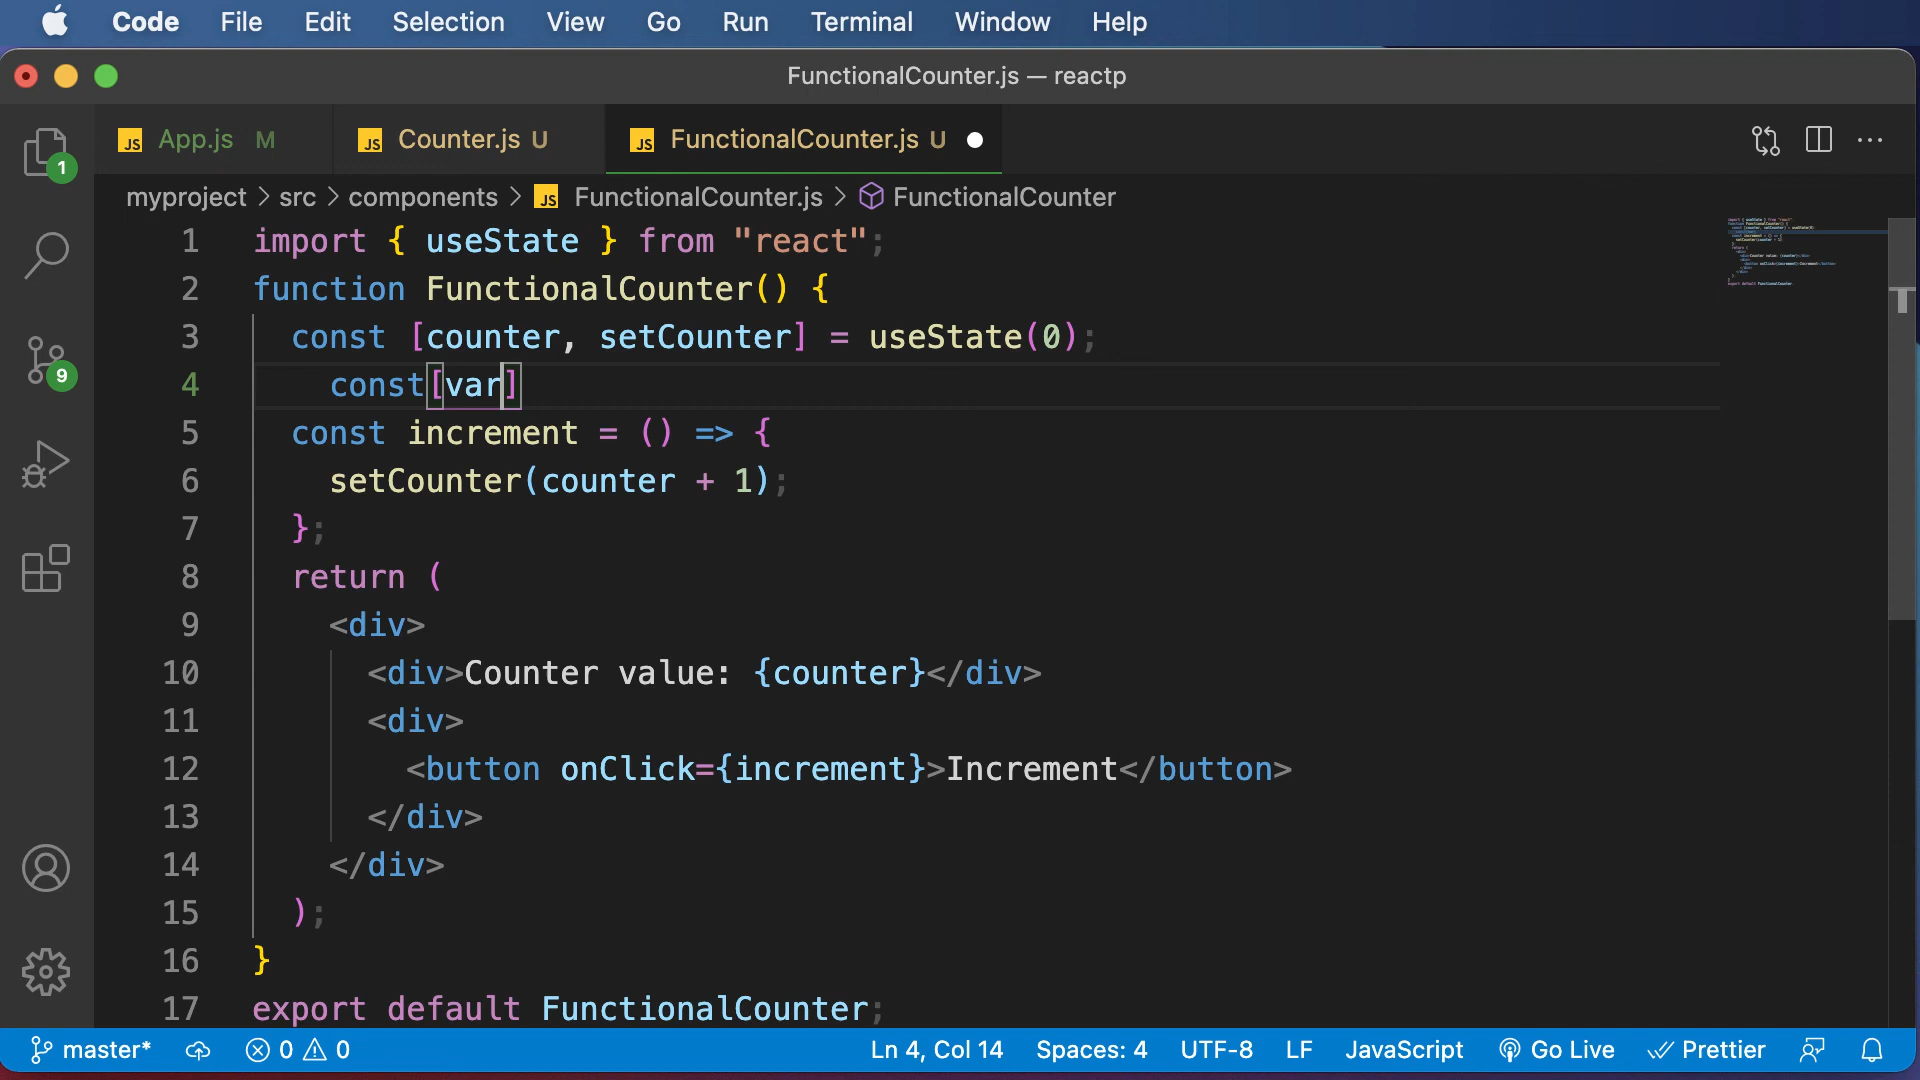 Code File Edit Selection View Go Run Terminal Window Help
FunctionalCounter.js — reactp
JS App.js M JS Counter.js U JS FunctionalCounter.js U
1
myproject > src > components > JS FunctionalCounter.js > FunctionalCounter
1 import { useState } from "react";
2 function FunctionalCounter() {
3 const [counter, setCounter] = useState(0);
4 const[var]
9
5 const increment = () => {
6 setCounter(counter + 1);
7 };
8 return (
9 <div>
10 <div>Counter value: {counter}</div>
11 <div>
12 <button onClick={increment}>Increment</button>
13 </div>
14 </div>
15 );
16 }
17 export default FunctionalCounter;
master* 0 0 Ln 4, Col 14 Spaces: 4 UTF-8 LF JavaScript Go Live Prettier